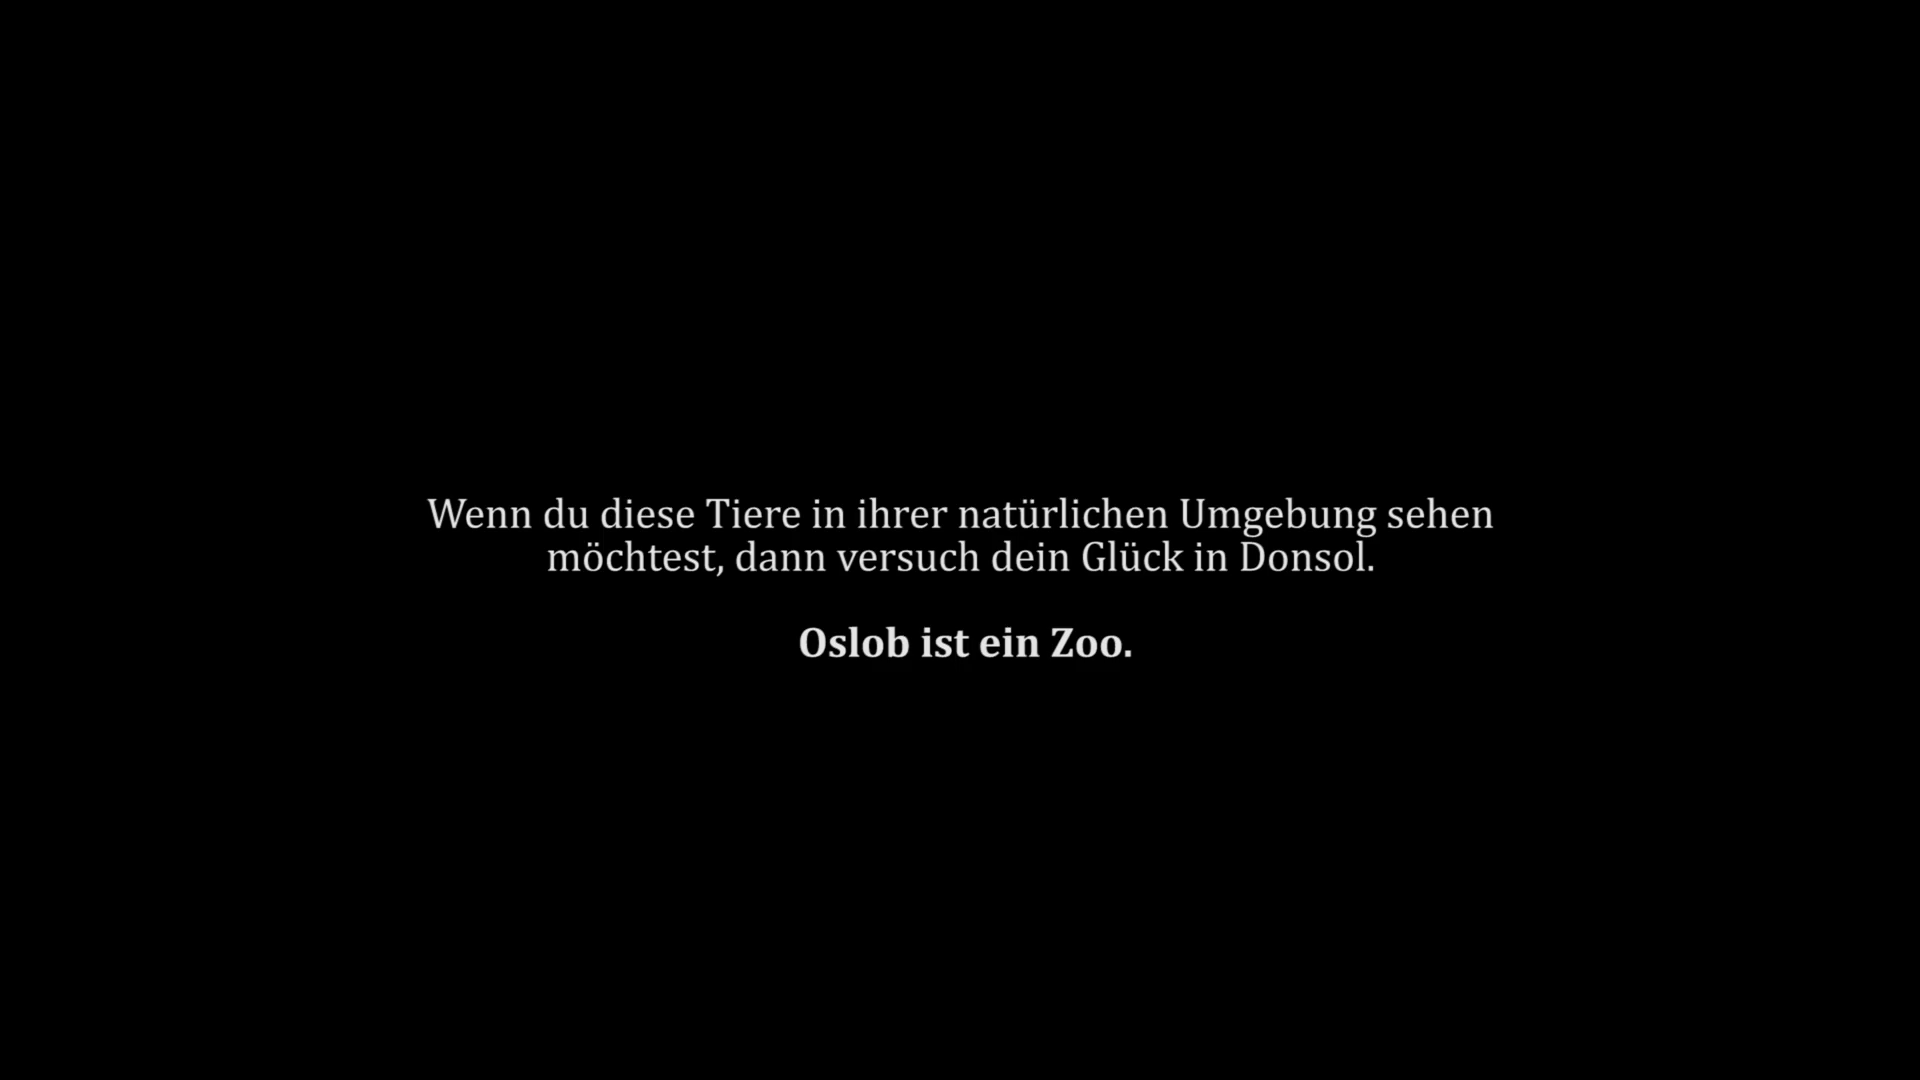 Wenn du diese Tiere in ihrer natürlichen Umgebung sehen
möchtest, dann versuch dein Glück in Donsol.
Oslob ist ein Zoo.